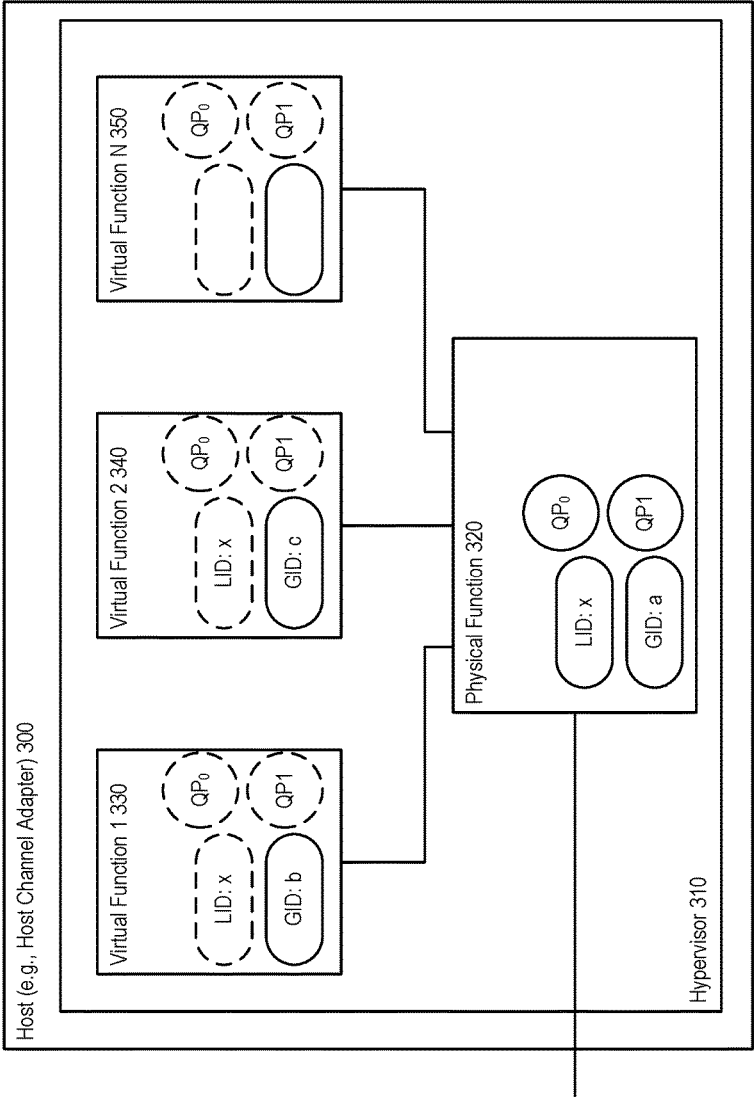 Host (e.g., Host Channel Adapter) 300
Virtual Function 1 330
LID: x
QP₀
GID: b
QP1
Virtual Function 2 340
LID: x
QP₀
GID: c
QP1
Virtual Function N 350
QP₀
QP1
Physical Function 320
LID: x
QP₀
GID: a
QP1
Hypervisor 310